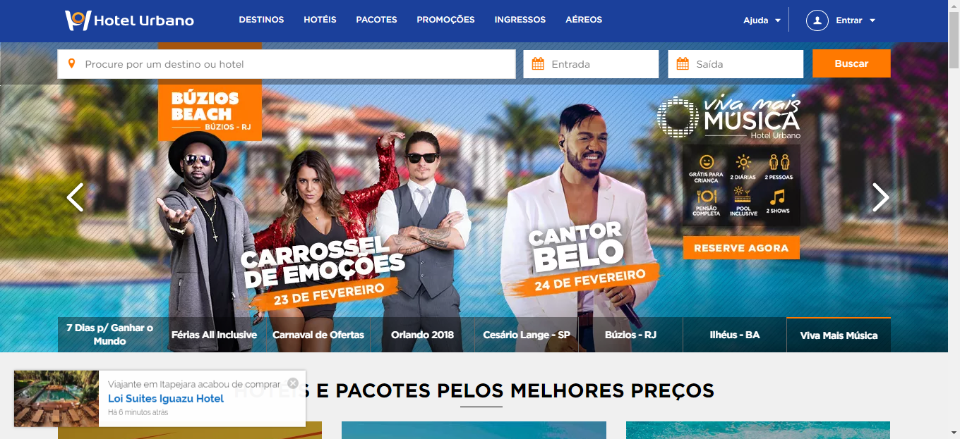 Hotel Urbano
DESTINOS HOTÉIS PACOTES PROMOÇÕES INGRESSOS AÉREOS
Ajuda Entrar
Procure por um destino ou hotel
Entrada
Saída
Buscar
BÚZIOS
BEACH
BÚZIOS - RJ
viva mais
MÚSICA
Hotel Urbano
GRÁTIS PARA
CRIANÇA
2 DIÁRIAS
2 PESSOAS
PENSÃO
COMPLETA
POOL
INCLUSIVE
2 SHOWS
RESERVE AGORA
CARROSSEL
DE EMOÇÕES
23 DE FEVEREIRO
CANTOR
BELO
24 DE FEVEREIRO
7 Dias p/ Ganhar o
Mundo
Férias All Inclusive
Carnaval de Ofertas
Orlando 2018
Cesário Lange - SP
Búzios - RJ
Ilhéus - BA
Viva Mais Música
HOTÉIS E PACOTES PELOS MELHORES PREÇOS
Viajante em Itapejara acabou de comprar
Loi Suites Iguazu Hotel
Há 6 minutos atrás